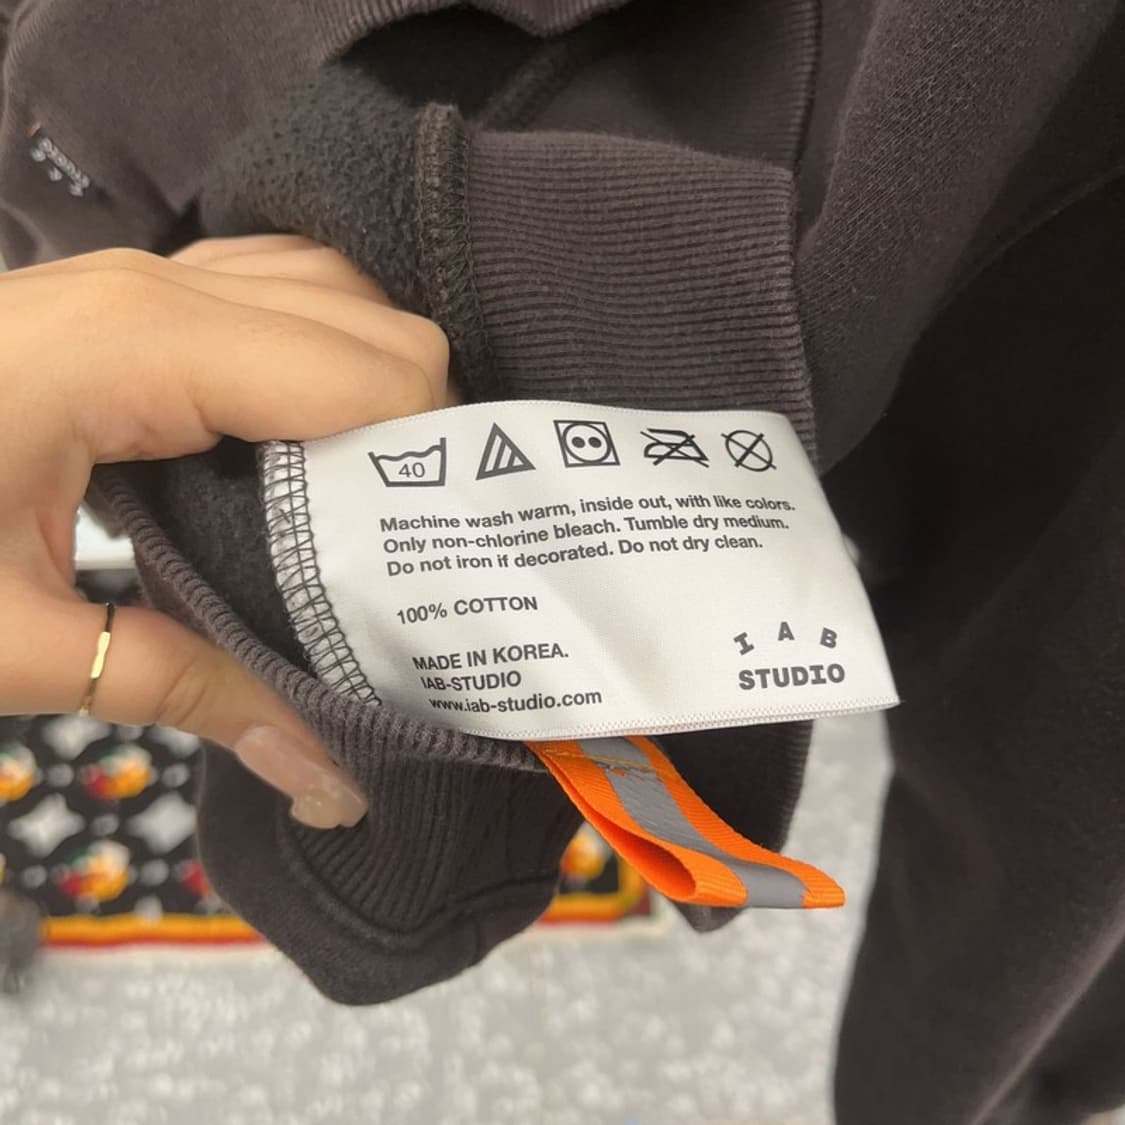 40
Machine wash warm, inside out, with like colors.
Only non-chlorine bleach. Tumble dry medium.
Do not iron if decorated. Do not dry clean.
100% COTTON
MADE IN KOREA.
IAB-STUDIO
www.iab-studio.com
I A B
STUDIO